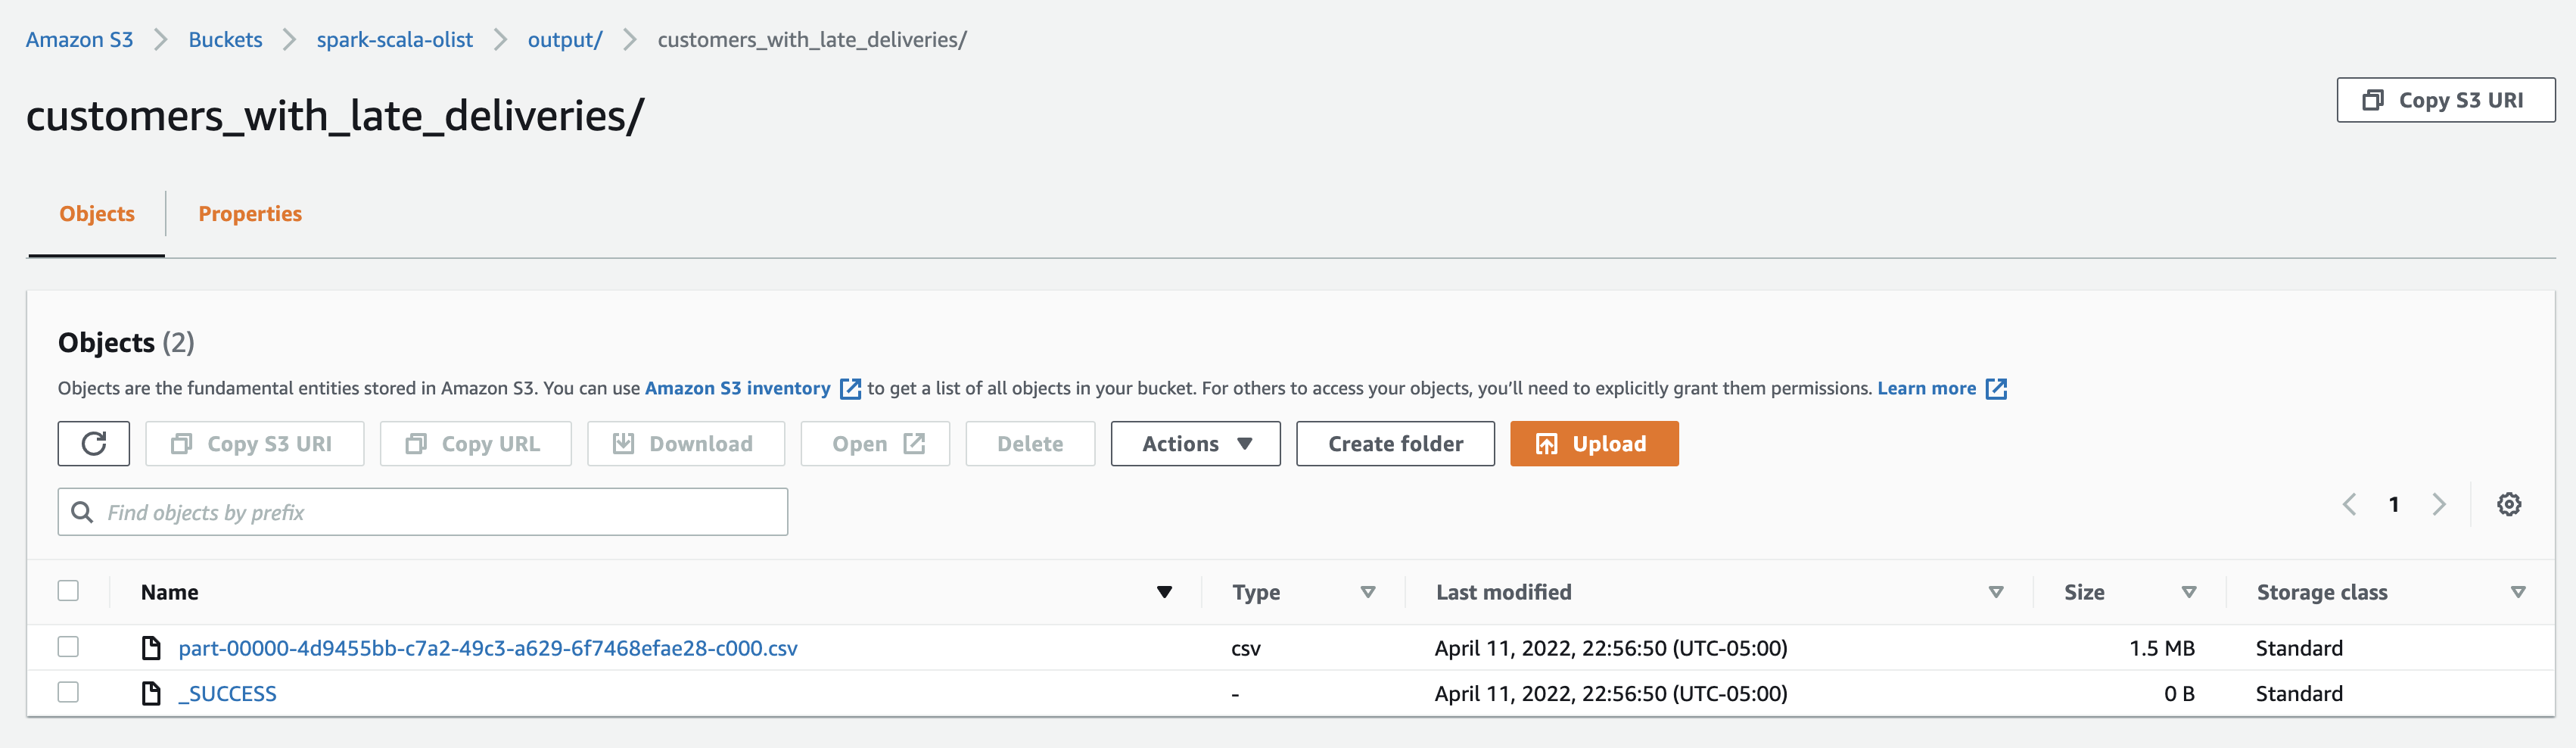 Amazon S3 Buckets spark-scala-olist output/ customers_with_late_deliveries/
customers_with_late_deliveries/
Copy S3 URI
Objects Properties
Objects (2)
Objects are the fundamental entities stored in Amazon S3. You can use Amazon S3 inventory to get a list of all objects in your bucket. For others to access your objects, you’ll need to explicitly grant them permissions. Learn more
Copy S3 URI Copy URL Download Open Delete Actions Create folder Upload
Find objects by prefix
1
Name Type Last modified Size Storage class
part-00000-4d9455bb-c7a2-49c3-a629-6f7468efae28-c000.csv csv April 11, 2022, 22:56:50 (UTC-05:00) 1.5 MB Standard
_SUCCESS - April 11, 2022, 22:56:50 (UTC-05:00) 0 B Standard